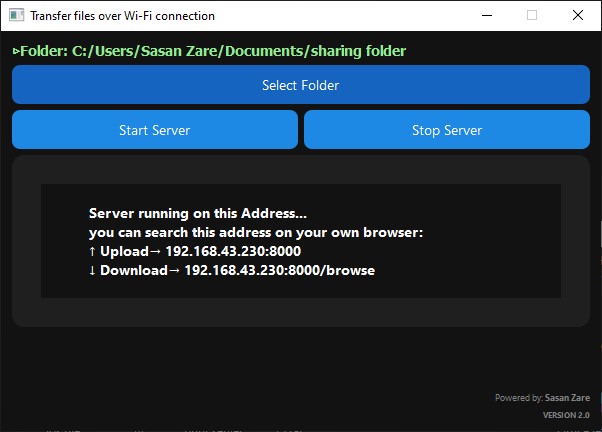 Transfer files over Wi-Fi connection
▹Folder: C:/Users/Sasan Zare/Documents/sharing folder
Select Folder
Start Server
Stop Server
Server running on this Address...
you can search this address on your own browser:
↑ Upload→ 192.168.43.230:8000
↓ Download→ 192.168.43.230:8000/browse
Powered by: Sasan Zare
VERSION 2.0